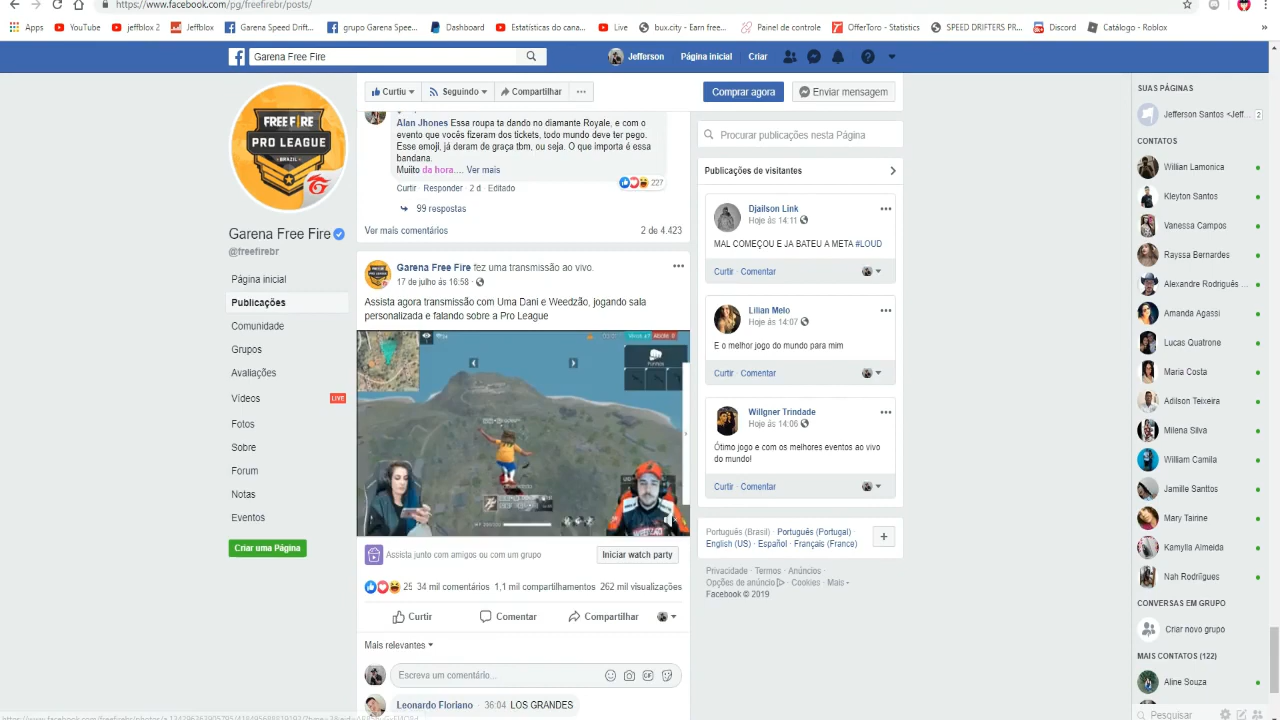 https://www.facebook.com/pg/freefirebr/posts/
Apps
YouTube
jeffblox 2
Jeffblox
Garena Speed Drift...
grupo Garena Spee...
Dashboard
Estatísticas do cana...
Live
bux.city - Earn free...
Painel de controle
OfferToro - Statistics
SPEED DRIFTERS PR...
Discord
Catálogo - Roblox
»
Garena Free Fire
Jefferson
Página inicial
Criar
FREE FIRE
PRO LEAGUE
BRAZIL
Garena Free Fire
@freefirebr
Página inicial
Publicações
Comunidade
Grupos
Avaliações
Vídeos
LIVE
Fotos
Sobre
Forum
Notas
Eventos
Criar uma Página
Curtiu
Seguindo
Compartilhar
...
Comprar agora
Enviar mensagem
Alan Jhones Essa roupa ta dando no diamante Royale, e com o
evento que vocês fizeram dos tickets, todo mundo deve ter pego.
Esse emoji, já deram de graça tbm, ou seja. O que importa é essa
bandana.
Muiito da hora.... Ver mais
227
Curtir · Responder · 2 d · Editado
99 respostas
Ver mais comentários
2 de 4.423
Garena Free Fire fez uma transmissão ao vivo.
17 de julho às 16:58 ·
Assista agora transmissão com Uma Dani e Weedzão, jogando sala
personalizada e falando sobre a Pro League
Assista junto com amigos ou com um grupo
Iniciar watch party
25 34 mil comentários 1,1 mil compartilhamentos 262 mil visualizações
Curtir
Comentar
Compartilhar
Mais relevantes
Escreva um comentário...
GIF
Leonardo Floriano · 36:04 LOS GRANDES
Procurar publicações nesta Página
Publicações de visitantes
Djailson Link
Hoje às 14:11 ·
MAL COMEÇOU E JA BATEU A META #LOUD
Curtir · Comentar
Lilian Melo
Hoje às 14:07 ·
E o melhor jogo do mundo para mim
Curtir · Comentar
Willgner Trindade
Hoje às 14:06 ·
Ótimo jogo e com os melhores eventos ao vivo
do mundo!
Curtir · Comentar
Português (Brasil) · Português (Portugal)
English (US) · Español · Français (France)
+
Privacidade · Termos · Anúncios ·
Opções de anúncio · Cookies · Mais
Facebook © 2019
SUAS PÁGINAS
Jefferson Santos <Jeff...
2
CONTATOS
Willian Lamonica
Kleyton Santos
Vanessa Campos
Rayssa Bernardes
Alexandre Rodriguês ...
Amanda Agassi
Lucas Quatrone
Maria Costa
Adilson Teixeira
Milena Silva
William Camila
Jamille Santtos
Mary Tairine
Kamylla Almeida
Nah Rodriígues
CONVERSAS EM GRUPO
Criar novo grupo
MAIS CONTATOS (122)
Aline Souza
Pesquisar